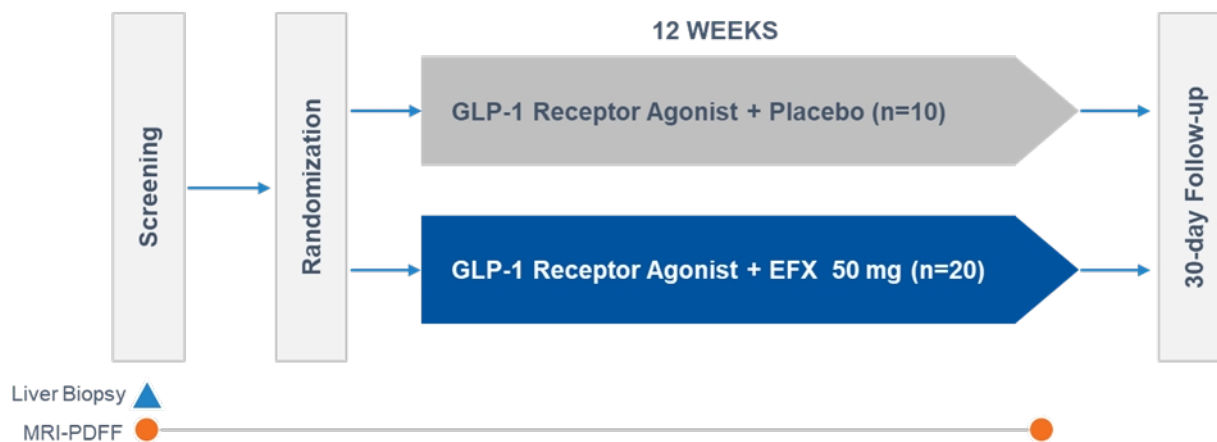 12 WEEKS
Screening
Randomization
GLP-1 Receptor Agonist + Placebo (n=10)
GLP-1 Receptor Agonist + EFX 50 mg (n=20)
30-day Follow-up
Liver Biopsy
MRI-PDFF